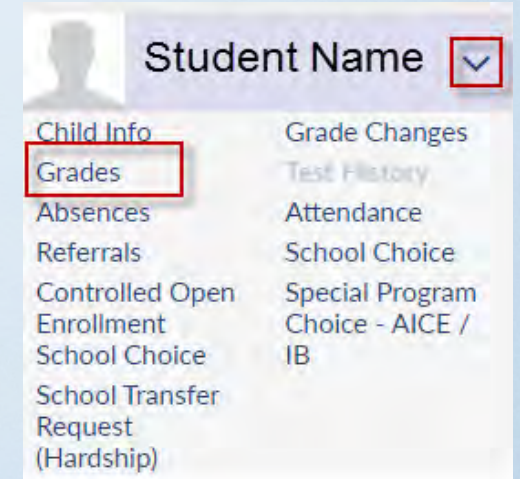 Student Name
Child Info
Grades
Absences
Referrals
Controlled Open
Enrollment
School Choice
School Transfer
Request
(Hardship)
Grade Changes
Test History
Attendance
School Choice
Special Program
Choice - AICE /
IB